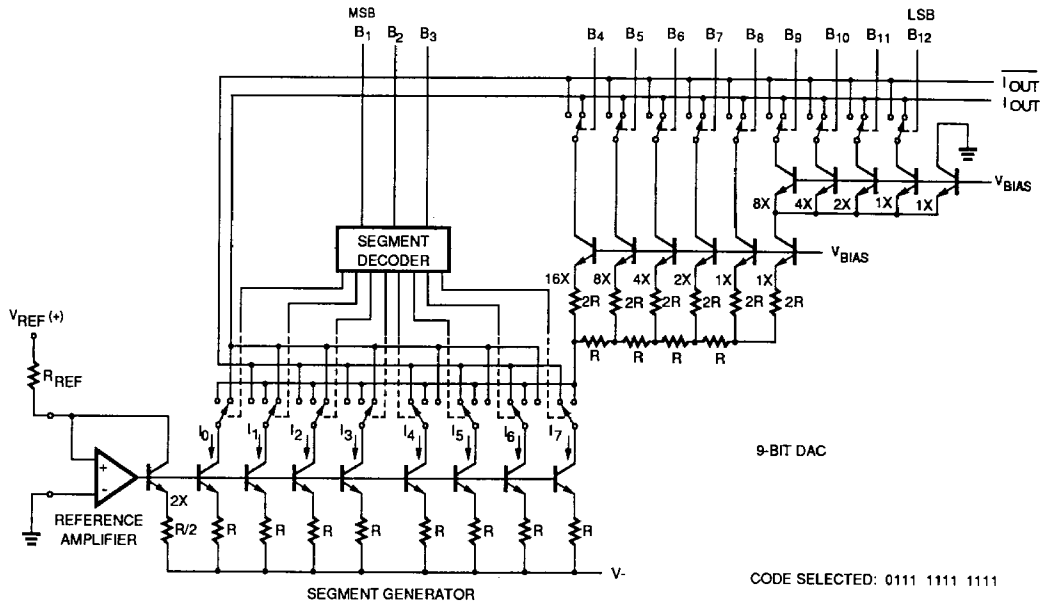 MSB
B1 B2 B3 B4 B5 B6 B7 B8 B9 B10 B11 B12
LSB
IOUT
IOUT
VBIAS
8X 4X 2X 1X 1X
SEGMENT
DECODER
VBIAS
16X 8X 4X 2X 1X 1X
2R 2R 2R 2R 2R 2R
R R R R
VREF (+)
RREF
I0 I1 I2 I3 I4 I5 I6 I7
9-BIT DAC
+
-
2X
REFERENCE
AMPLIFIER
R/2 R R R R R R R R
V-
SEGMENT GENERATOR
CODE SELECTED: 0111 1111 1111